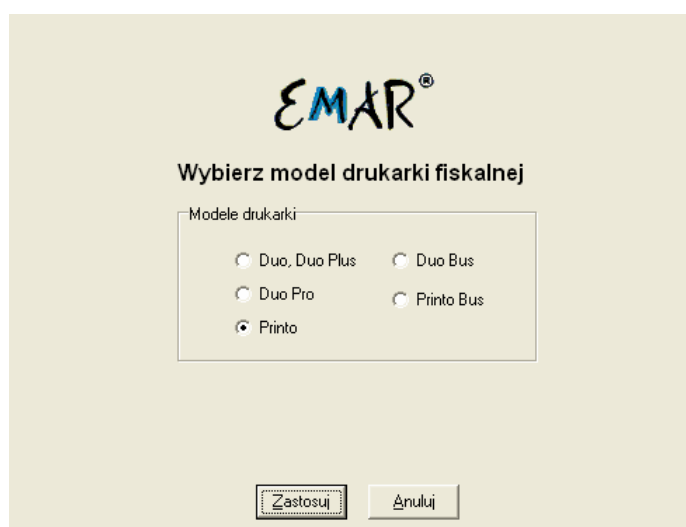 EMAR®
Wybierz model drukarki fiskalnej
Modele drukarki
Duo, Duo Plus
Duo Bus
Duo Pro
Printo Bus
Printo
Zastosuj
Anuluj